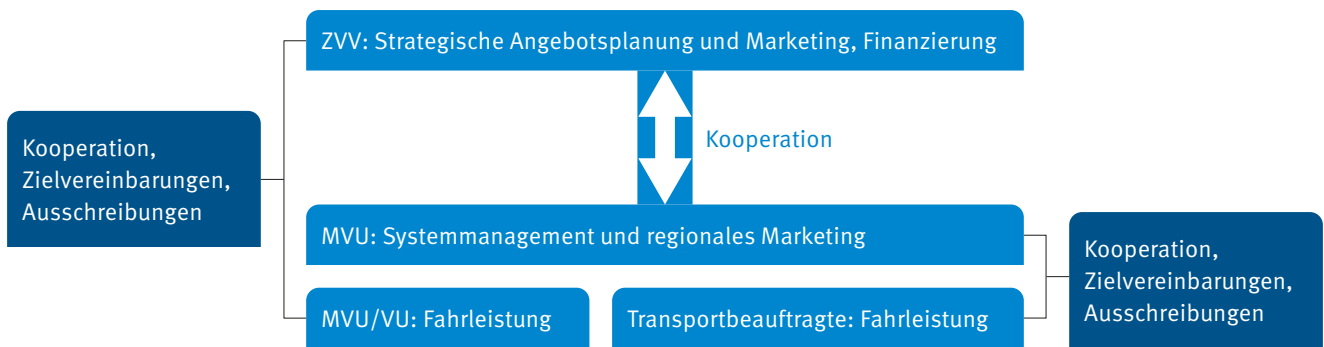 ZVV: Strategische Angebotsplanung und Marketing, Finanzierung
Kooperation,
Zielvereinbarungen,
Ausschreibungen
Kooperation
MVU: Systemmanagement und regionales Marketing
Kooperation,
Zielvereinbarungen,
Ausschreibungen
MVU/VU: Fahrleistung
Transportbeauftragte: Fahrleistung